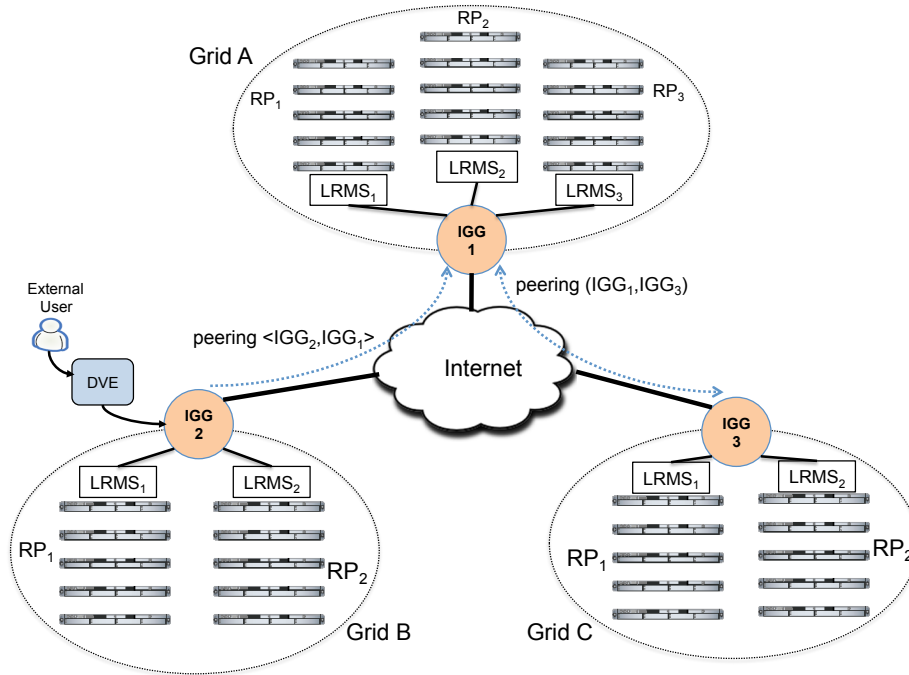 RP₂
Grid A
RP₁
RP₃
LRMS₁
LRMS₂
LRMS₃
IGG
1
External
User
peering (IGG₁,IGG₃)
peering <IGG₂,IGG₁>
Internet
DVE
IGG
2
IGG
3
LRMS₁
LRMS₂
LRMS₁
LRMS₂
RP₁
RP₂
RP₁
RP₂
Grid B
Grid C